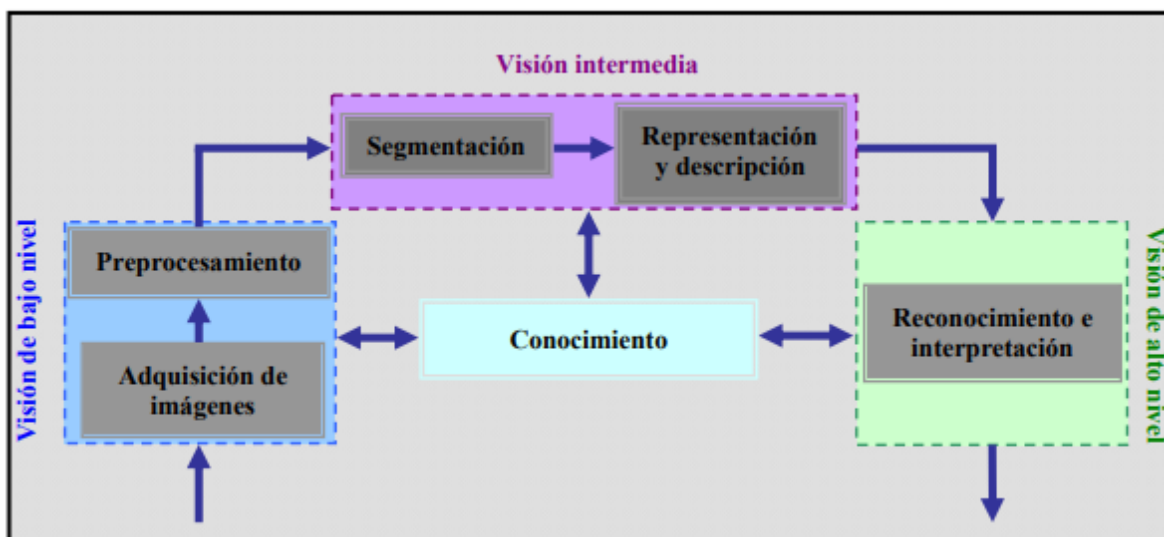 Visión intermedia
Segmentación
Representación
y descripción
Visión de bajo nivel
Preprocesamiento
Adquisición de
imágenes
Conocimiento
Reconocimiento e
interpretación
Visión de alto nivel